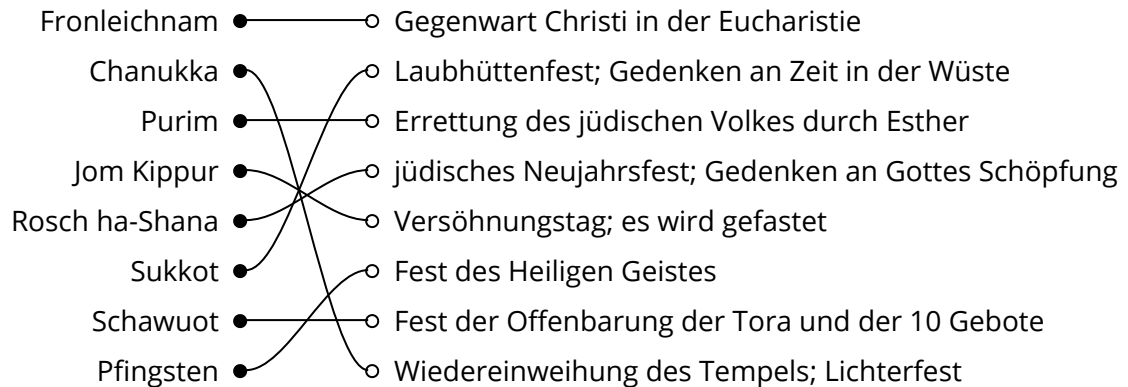 Fronleichnam Gegenwart Christi in der Eucharistie
Chanukka Laubhüttenfest; Gedenken an Zeit in der Wüste
Purim Errettung des jüdischen Volkes durch Esther
Jom Kippur jüdisches Neujahrsfest; Gedenken an Gottes Schöpfung
Rosch ha-Shana Versöhnungstag; es wird gefastet
Sukkot Fest des Heiligen Geistes
Schawuot Fest der Offenbarung der Tora und der 10 Gebote
Pfingsten Wiedereinweihung des Tempels; Lichterfest